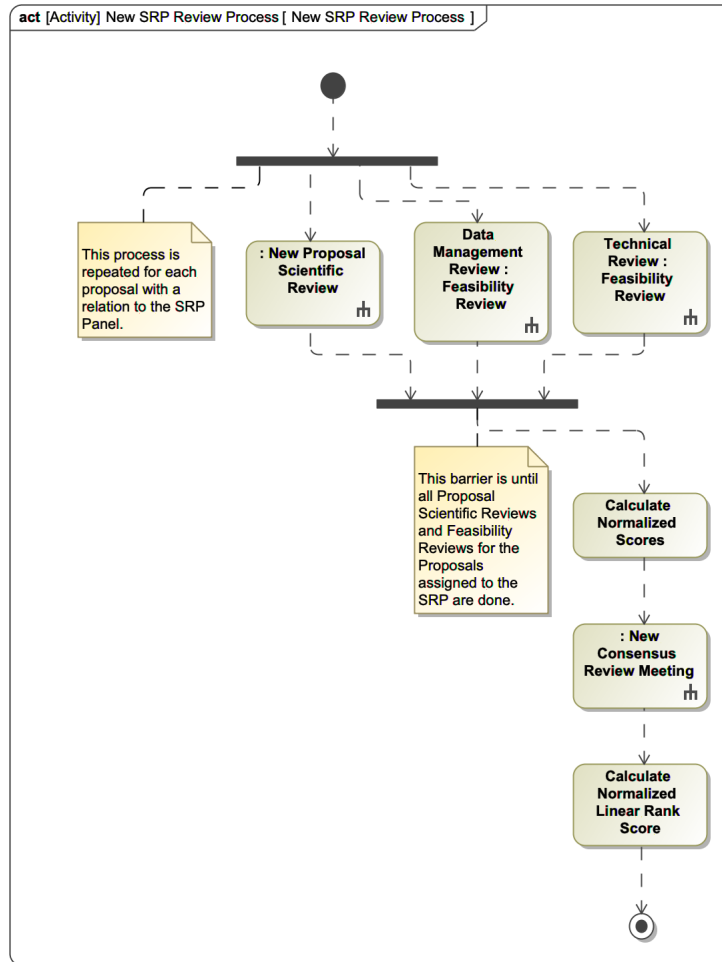 act [Activity] New SRP Review Process [ New SRP Review Process ]
This process is
repeated for each
proposal with a
relation to the SRP
Panel.
: New Proposal
Scientific
Review
Data
Management
Review :
Feasibility
Review
Technical
Review :
Feasibility
Review
This barrier is until
all Proposal
Scientific Reviews
and Feasibility
Reviews for the
Proposals
assigned to the
SRP are done.
Calculate
Normalized
Scores
: New
Consensus
Review Meeting
Calculate
Normalized
Linear Rank
Score